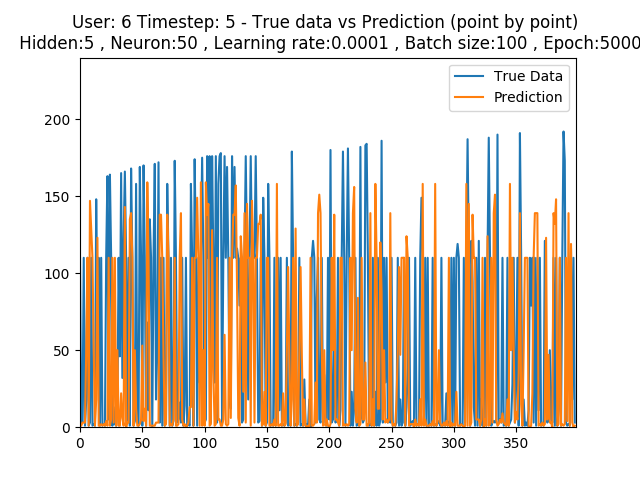 User: 6 Timestep: 5 - True data vs Prediction (point by point)
Hidden:5 , Neuron:50 , Learning rate:0.0001 , Batch size:100 , Epoch:5000
True Data
Prediction
200
150
100
50
0
0 50 100 150 200 250 300 350